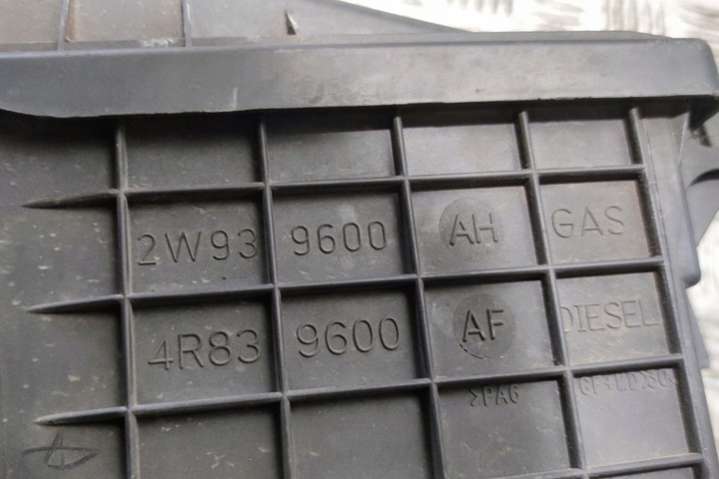 2W93 9600 AH GAS
4R83 9600 AF DIESEL
>PA6